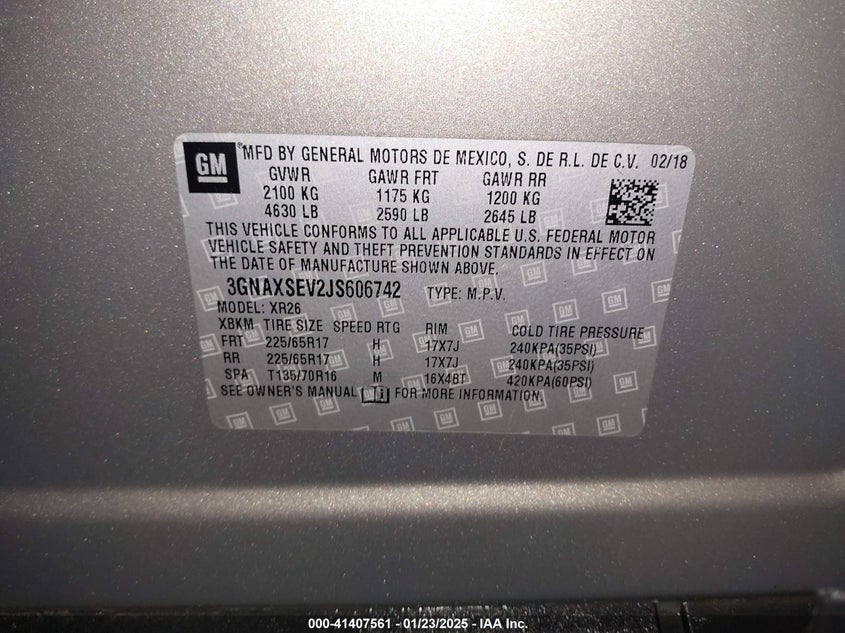 GM ® MFD BY GENERAL MOTORS DE MEXICO, S. DE R.L. DE C.V. 02/18
GVWR GAWR FRT GAWR RR
2100 KG 1175 KG 1200 KG
4630 LB 2590 LB 2645 LB
THIS VEHICLE CONFORMS TO ALL APPLICABLE U.S. FEDERAL MOTOR
VEHICLE SAFETY AND THEFT PREVENTION STANDARDS IN EFFECT ON
THE DATE OF MANUFACTURE SHOWN ABOVE.
3GNAXSEV2JS606742 TYPE: M.P.V.
MODEL: XR26
XBKM TIRE SIZE SPEED RTG RIM COLD TIRE PRESSURE
FRT 225/65R17 H 17X7J 240KPA(35PSI)
RR 225/65R17 H 17X7J 240KPA(35PSI)
SPA T135/70R16 M 16X4BT 420KPA(60PSI)
SEE OWNER'S MANUAL FOR MORE INFORMATION.
000-41407561 - 01/23/2025 - IAA Inc.